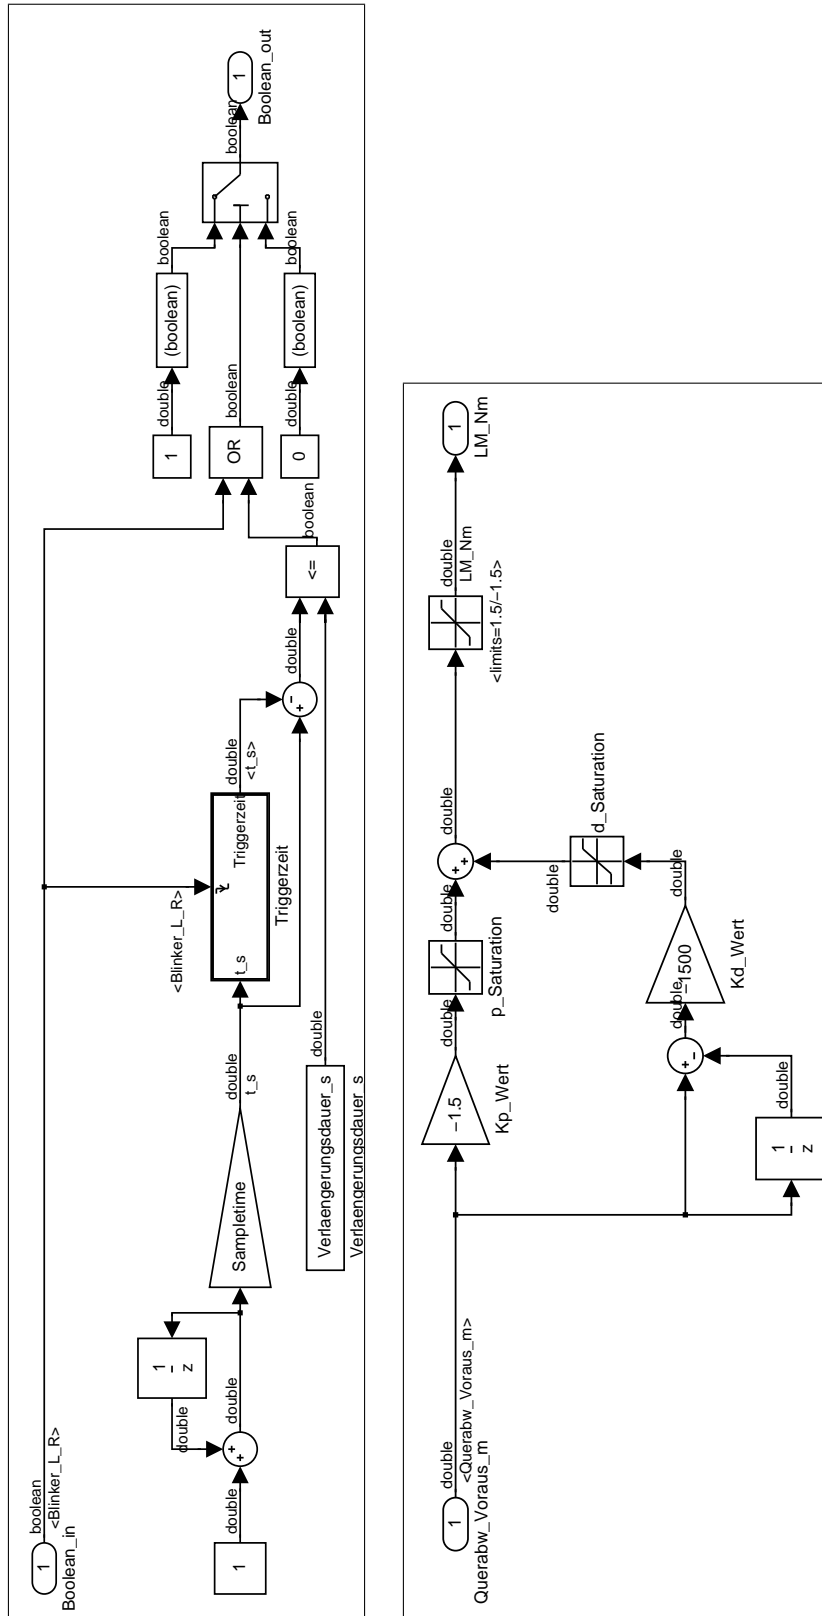 1
boolean
<Blinker_L_R>
Boolean_in
1
double
+
+
double
1
z
double
Sampletime
double
t_s
Verlaengerungsdauer_s
Verlaengerungsdauer_s
double
<Blinker_L_R>
t_s
Triggerzeit
Triggerzeit
double
<t_s>
+
−
double
<=
boolean
OR
boolean
1
double
(boolean)
boolean
0
double
(boolean)
boolean
boolean
1
Boolean_out
1
double
<Querabw_Voraus_m>
Querabw_Voraus_m
−1.5
Kp_Wert
double
p_Saturation
double
+
+
double
<limits=1.5/−1.5>
double
LM_Nm
1
LM_Nm
1
z
double
+
−
double
−1500
Kd_Wert
double
d_Saturation
double